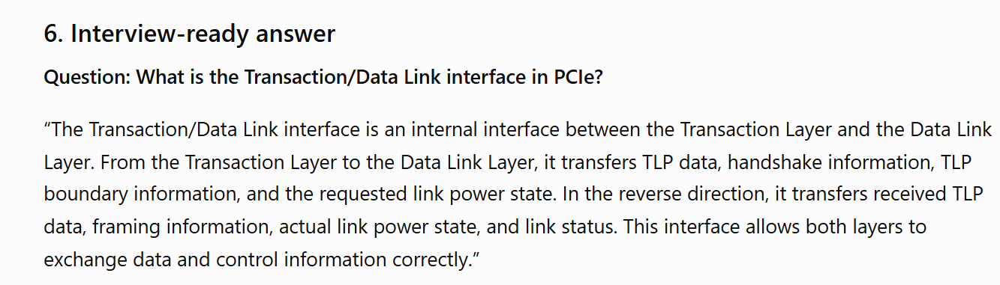 6. Interview-ready answer
Question: What is the Transaction/Data Link interface in PCIe?
“The Transaction/Data Link interface is an internal interface between the Transaction Layer and the Data Link
Layer. From the Transaction Layer to the Data Link Layer, it transfers TLP data, handshake information, TLP
boundary information, and the requested link power state. In the reverse direction, it transfers received TLP
data, framing information, actual link power state, and link status. This interface allows both layers to
exchange data and control information correctly.”